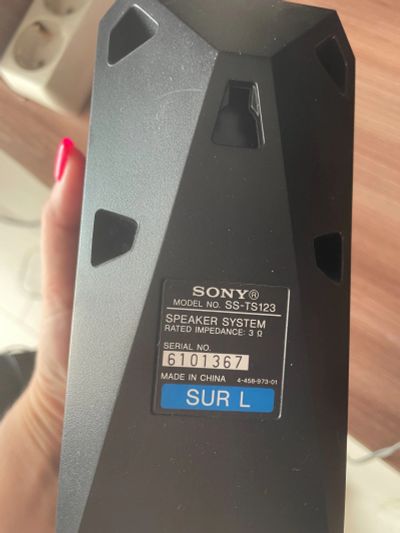 SONY®
MODEL NO. SS-TS123
SPEAKER SYSTEM
RATED IMPEDANCE: 3 Ω
SERIAL NO.
6101367
MADE IN CHINA 4-458-973-01
SUR L